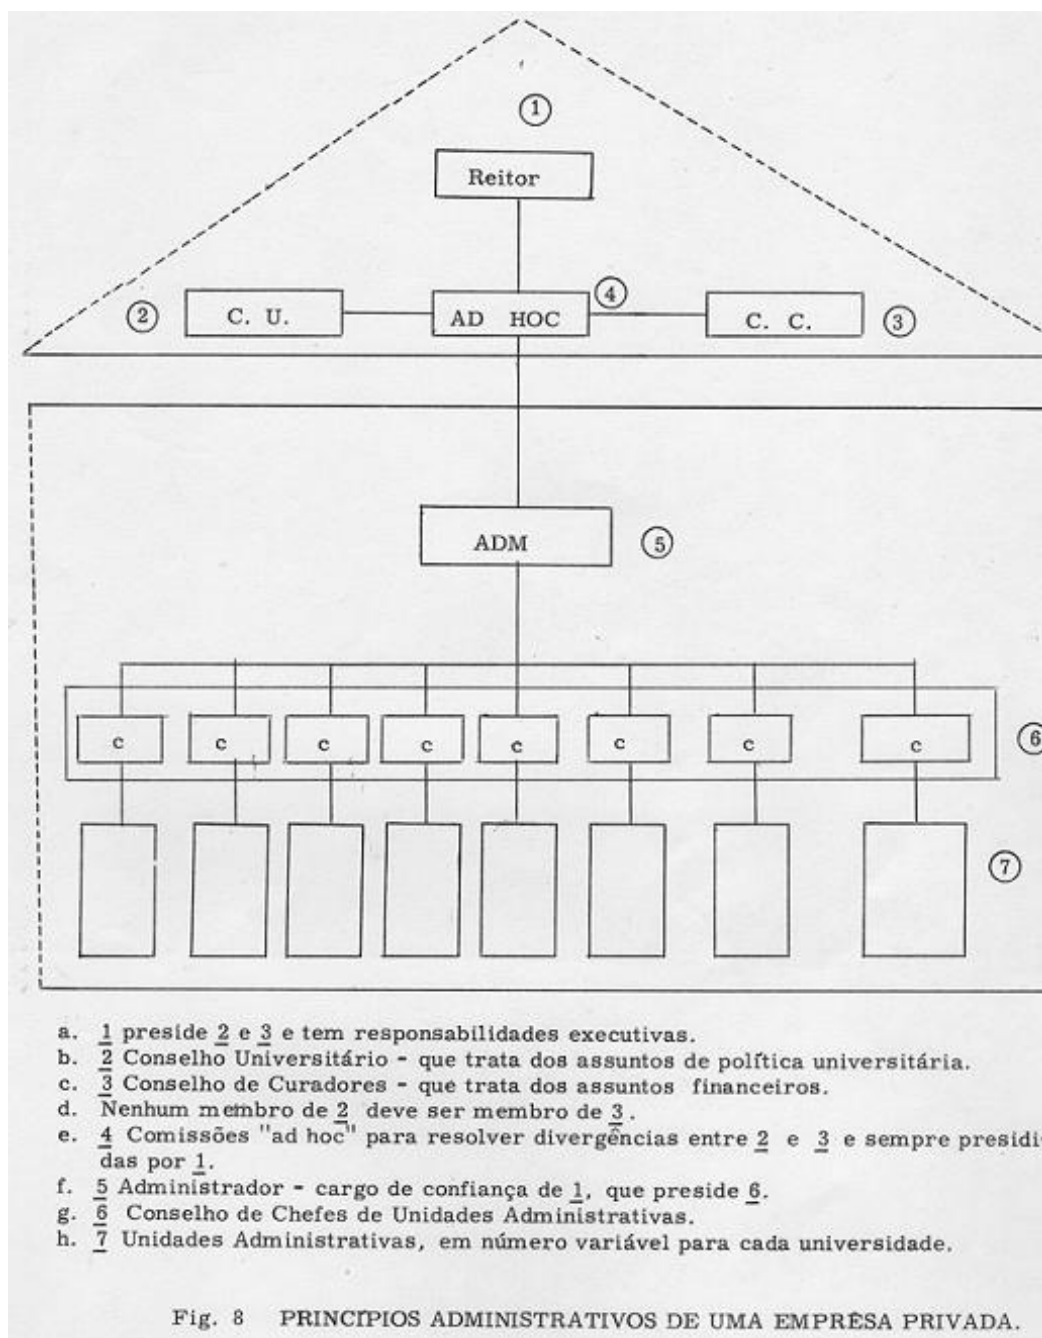 1
Reitor
4
2
C. U.
AD HOC
C. C.
3
ADM
5
c c c c c c c c
6
7
a. 1 preside 2 e 3 e tem responsabilidades executivas.
b. 2 Conselho Universitário - que trata dos assuntos de política universitária.
c. 3 Conselho de Curadores - que trata dos assuntos financeiros.
d. Nenhum membro de 2 deve ser membro de 3.
e. 4 Comissões "ad hoc" para resolver divergências entre 2 e 3 e sempre presidi-
das por 1.
f. 5 Administrador - cargo de confiança de 1, que preside 6.
g. 6 Conselho de Chefes de Unidades Administrativas.
h. 7 Unidades Administrativas, em número variável para cada universidade.
Fig. 8 PRINCÍPIOS ADMINISTRATIVOS DE UMA EMPRÊSA PRIVADA.